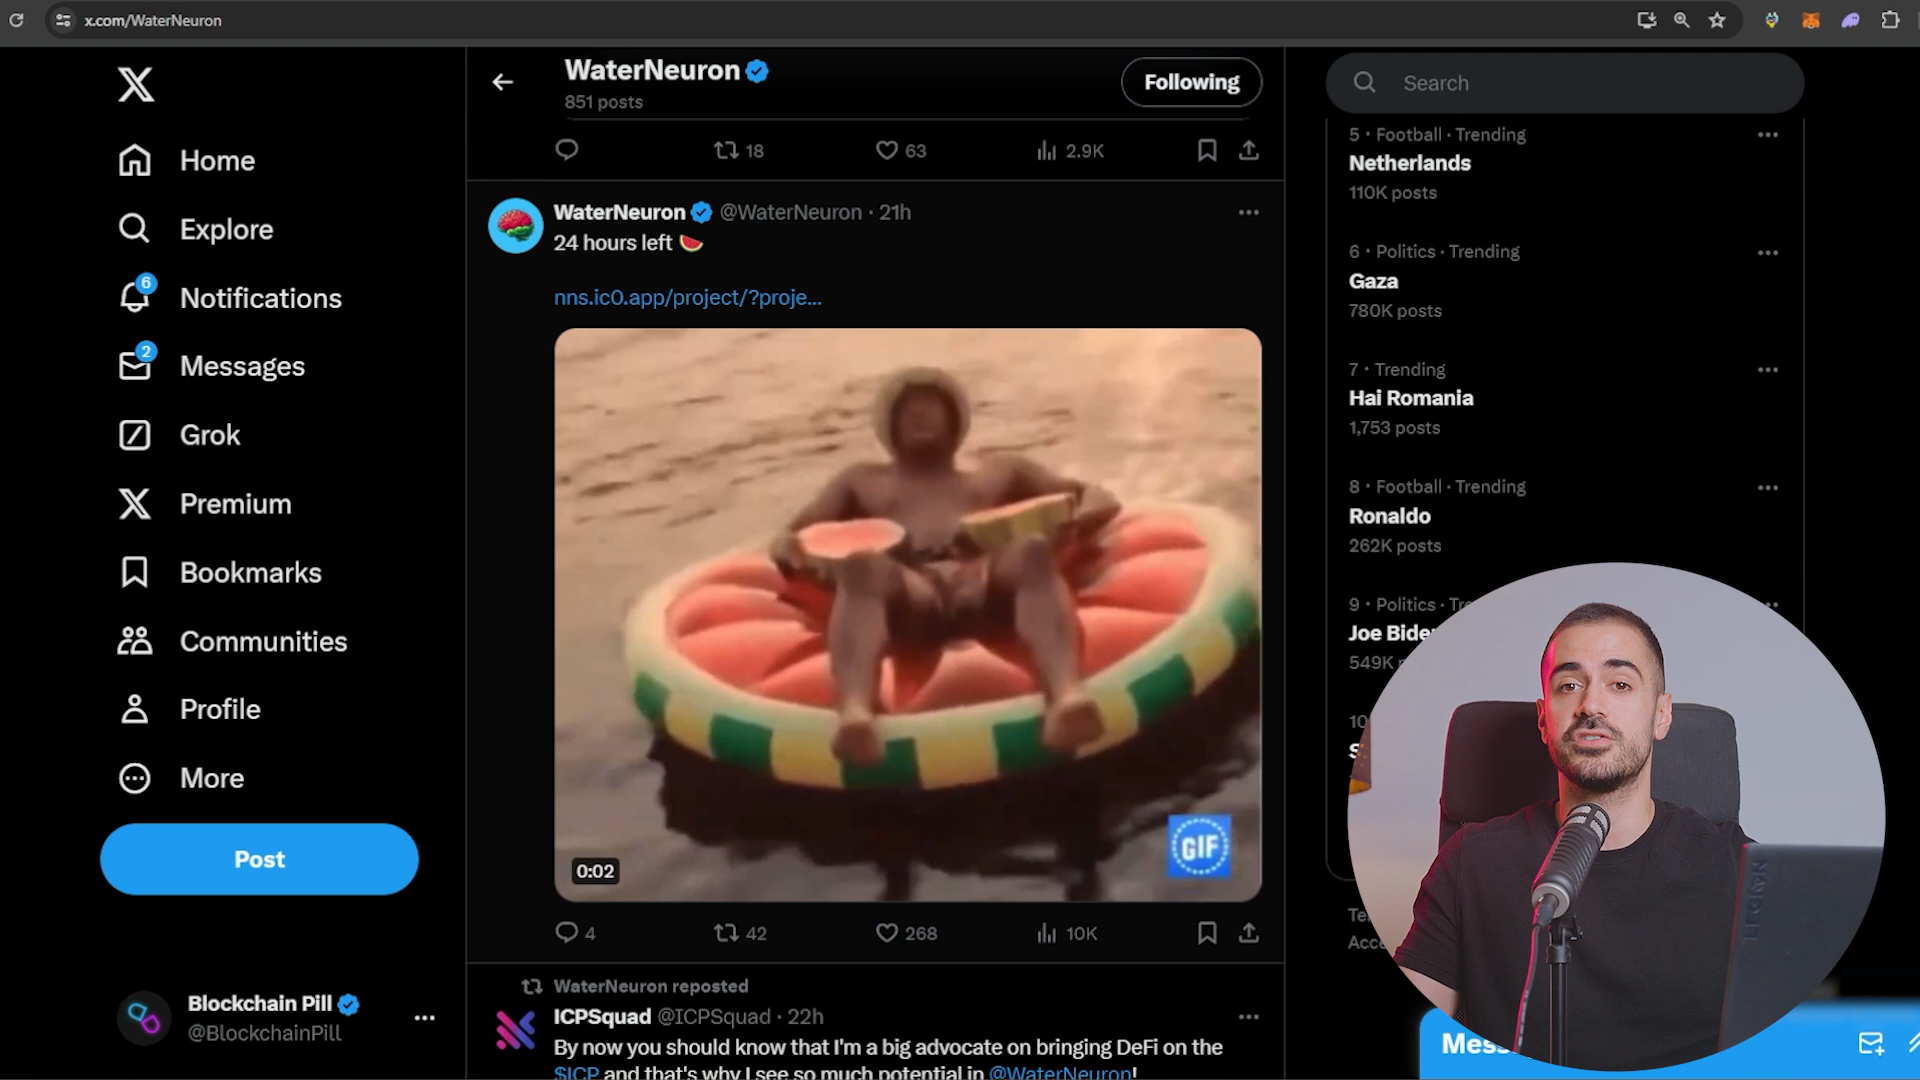 x.com/WaterNeuron
WaterNeuron
851 posts
Following
18
63
2.9K
Home
Explore
6
Notifications
2
Messages
Grok
Premium
Bookmarks
Communities
Profile
More
Post
Blockchain Pill
@BlockchainPill
WaterNeuron @WaterNeuron · 21h
24 hours left
nns.ic0.app/project/?proje...
0:02
GIF
4
42
268
10K
WaterNeuron reposted
ICPSquad @ICPSquad · 22h
By now you should know that I'm a big advocate on bringing DeFi on the
$ICP and that's why I see so much potential in @WaterNeuron!
Search
5 · Football · Trending
Netherlands
110K posts
6 · Politics · Trending
Gaza
780K posts
7 · Trending
Hai Romania
1,753 posts
8 · Football · Trending
Ronaldo
262K posts
9 · Politics ·
Joe
549K
10
LEGION